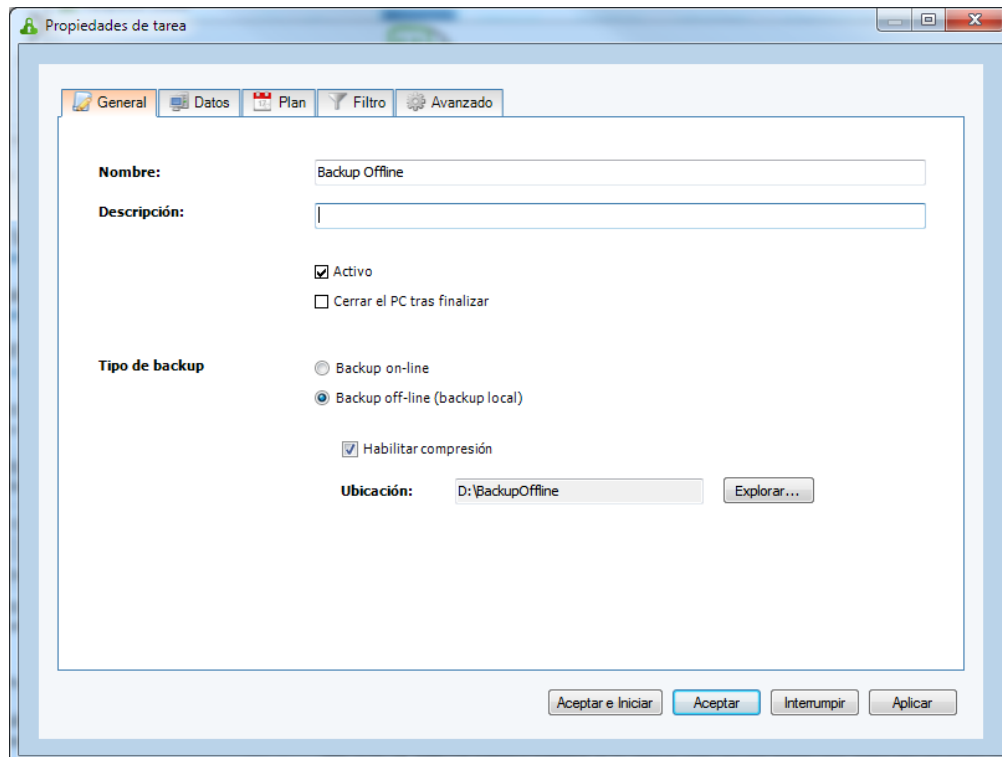 Propiedades de tarea
General Datos Plan Filtro Avanzado
Nombre: Backup Offline
Descripción:
Activo
Cerrar el PC tras finalizar
Tipo de backup Backup on-line
Backup off-line (backup local)
Habilitar compresión
Ubicación: D:\BackupOffline Explorar...
Aceptar e Iniciar Aceptar Interrumpir Aplicar